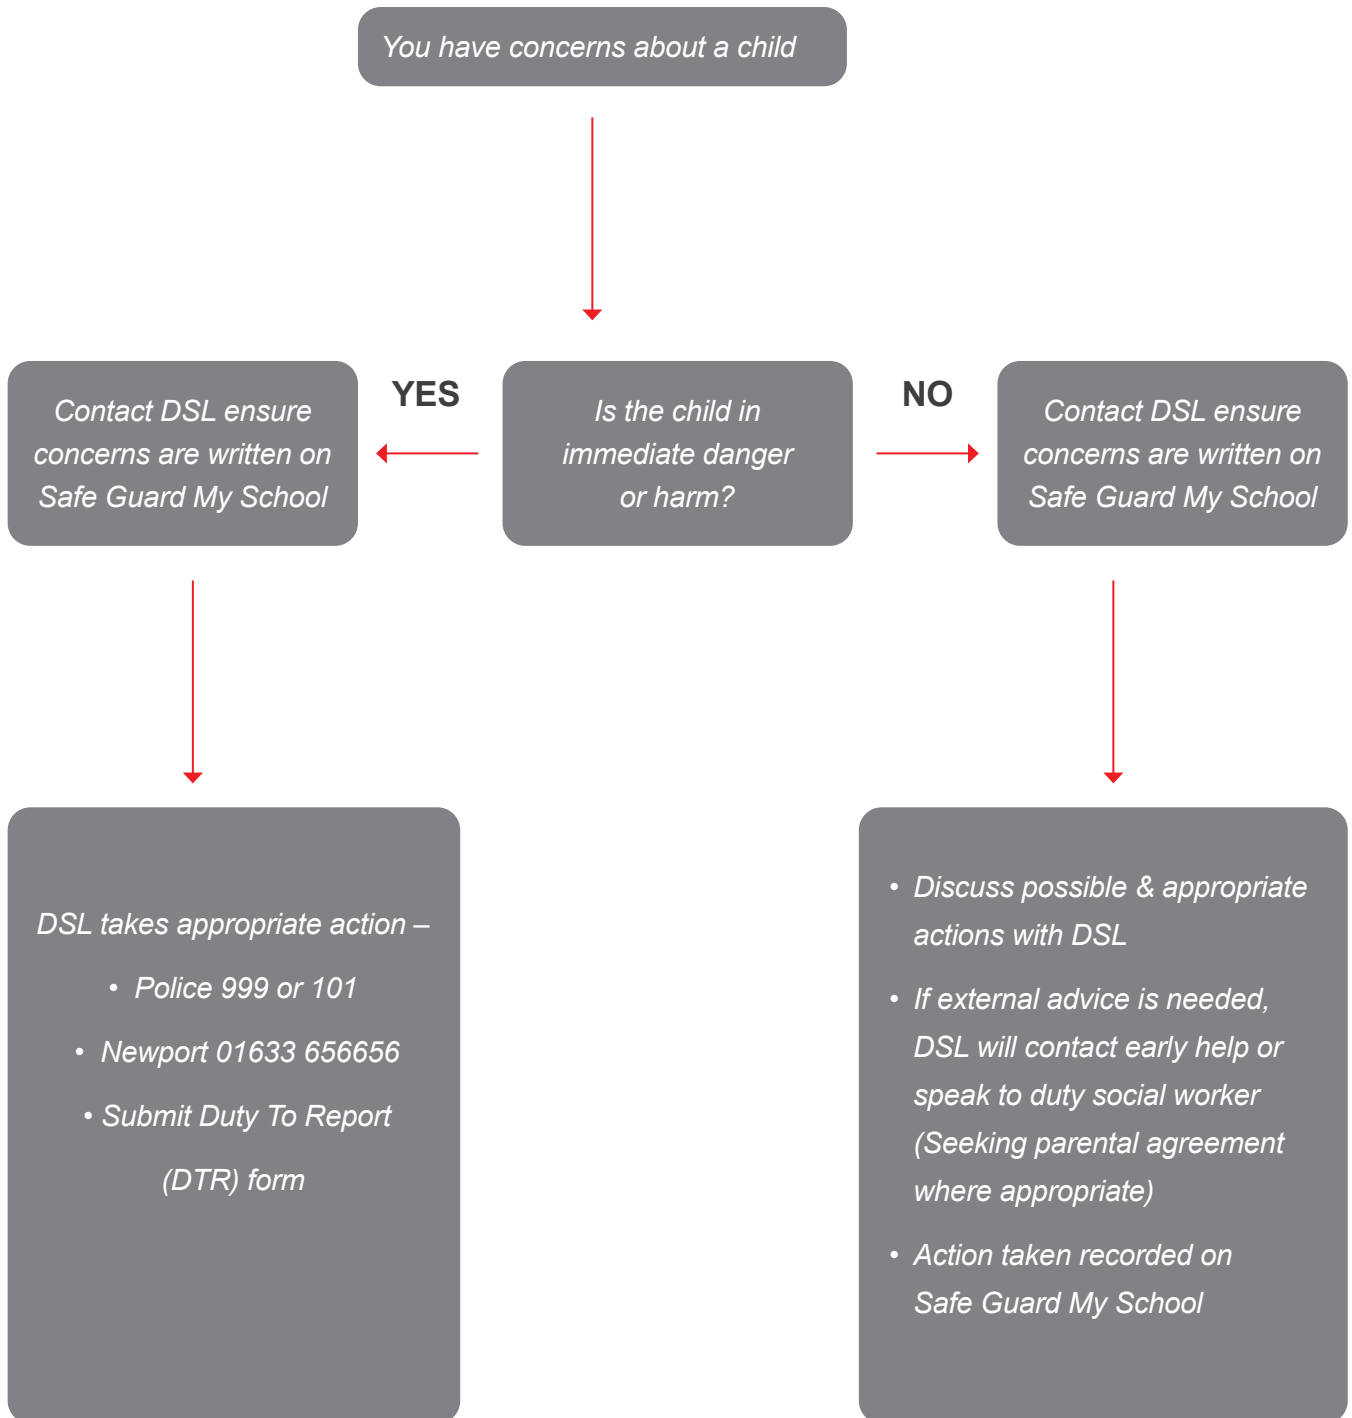 You have concerns about a child
YES
NO
Contact DSL ensure
concerns are written on
Safe Guard My School
Is the child in
immediate danger
or harm?
Contact DSL ensure
concerns are written on
Safe Guard My School
DSL takes appropriate action –
• Police 999 or 101
• Newport 01633 656656
• Submit Duty To Report
(DTR) form
• Discuss possible & appropriate
actions with DSL
• If external advice is needed,
DSL will contact early help or
speak to duty social worker
(Seeking parental agreement
where appropriate)
• Action taken recorded on
Safe Guard My School